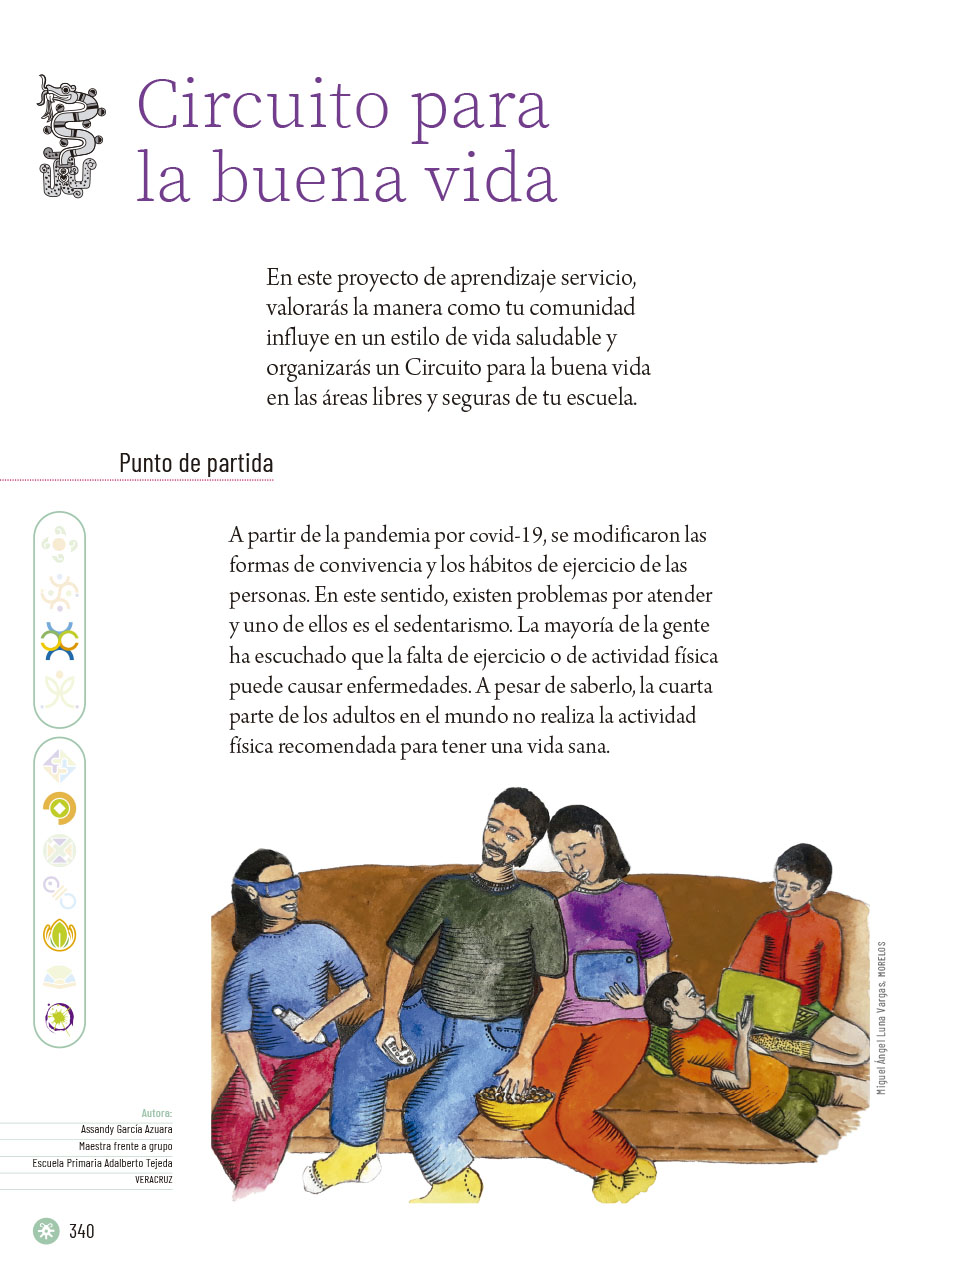 Circuito para
la buena vida
En este proyecto de aprendizaje servicio,
valorarás la manera como tu comunidad
influye en un estilo de vida saludable y
organizarás un Circuito para la buena vida
en las áreas libres y seguras de tu escuela.
Punto de partida
A partir de la pandemia por covid-19, se modificaron las
formas de convivencia y los hábitos de ejercicio de las
personas. En este sentido, existen problemas por atender
y uno de ellos es el sedentarismo. La mayoría de la gente
ha escuchado que la falta de ejercicio o de actividad física
puede causar enfermedades. A pesar de saberlo, la cuarta
parte de los adultos en el mundo no realiza la actividad
física recomendada para tener una vida sana.
Miguel Ángel Luna Vargas, MORELOS
Autora:
Assandy García Azuara
Maestra frente a grupo
Escuela Primaria Adalberto Tejeda
VERACRUZ
340